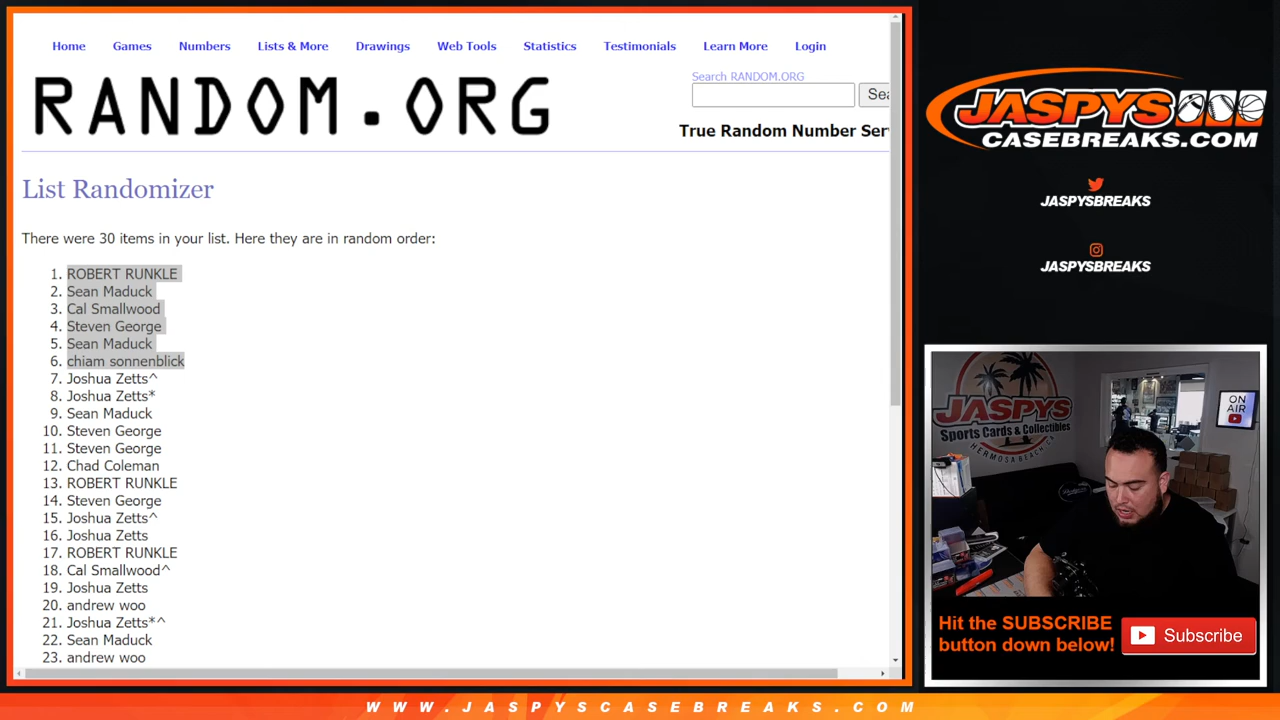 Home Games Numbers Lists & More Drawings Web Tools Statistics Testimonials Learn More Login
RANDOM.ORG
Search RANDOM.ORG
Sea
True Random Number Ser
List Randomizer
There were 30 items in your list. Here they are in random order:
1. ROBERT RUNKLE
2. Sean Maduck
3. Cal Smallwood
4. Steven George
5. Sean Maduck
6. chiam sonnenblick
7. Joshua Zetts^
8. Joshua Zetts*
9. Sean Maduck
10. Steven George
11. Steven George
12. Chad Coleman
13. ROBERT RUNKLE
14. Steven George
15. Joshua Zetts^
16. Joshua Zetts
17. ROBERT RUNKLE
18. Cal Smallwood^
19. Joshua Zetts
20. andrew woo
21. Joshua Zetts*^
22. Sean Maduck
23. andrew woo
JASPYS
CASEBREAKS.COM
JASPYSBREAKS
JASPYSBREAKS
JASPYS
Sports Cards & Collectibles
HERMOSA BEACH CA
ON
AIR
Hit the SUBSCRIBE
button down below!
Subscribe
WWW.JASPYSCASEBREAKS.COM